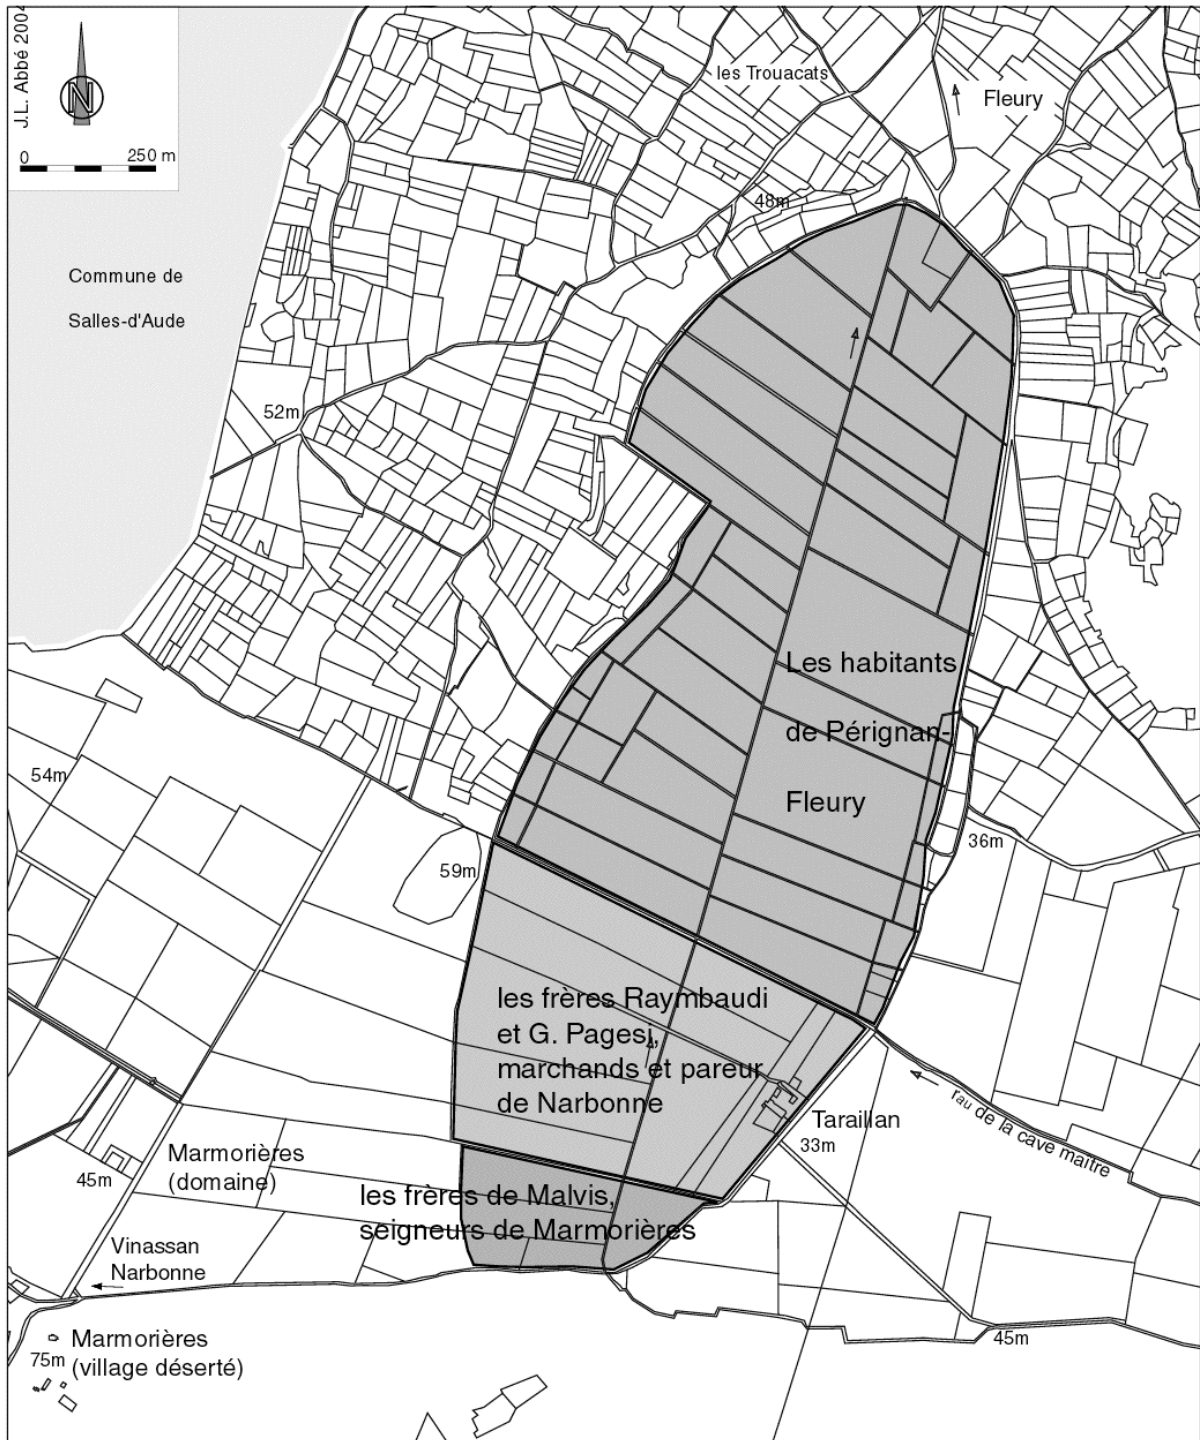 J.L. Abbé 2004
N
0 250 m
les Trouacats
Fleury
48m
Commune de
Salles-d'Aude
52m
Les habitants
de Pérignan-
Fleury
54m
36m
59m
les frères Raymbaudi
et G. Pagesi,
marchands et pareur
de Narbonne
rau de la cave maitre
Taraillan
33m
Marmorières
(domaine)
45m
les frères de Malvis,
seigneurs de Marmorières
Vinassan
Narbonne
45m
Marmorières
(village déserté)
75m